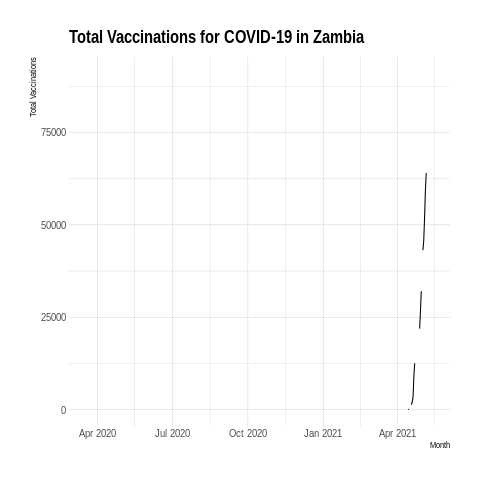 Total Vaccinations for COVID-19 in Zambia
Total Vaccinations
75000
50000
25000
0
Apr 2020 Jul 2020 Oct 2020 Jan 2021 Apr 2021
Month